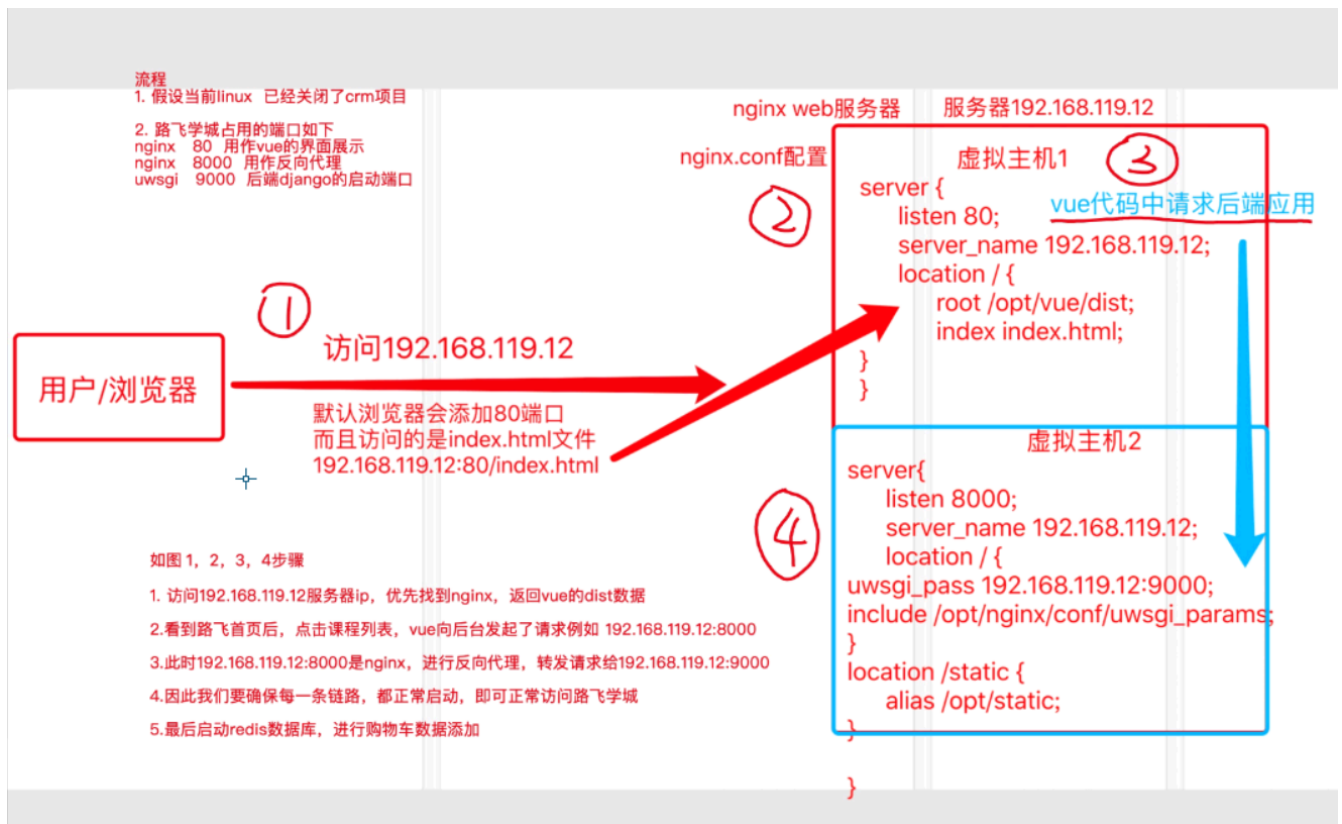 流程
1. 假设当前linux 已经关闭了crm项目
2. 路飞学城占用的端口如下
nginx 80 用作vue的界面展示
nginx 8000 用作反向代理
uwsgi 9000 后端django的启动端口
nginx web服务器
服务器192.168.119.12
nginx.conf配置
虚拟主机1
③
②
server {
listen 80;
vue代码中请求后端应用
server_name 192.168.119.12;
location / {
root /opt/vue/dist;
index index.html;
}
}
①
用户/浏览器
访问192.168.119.12
默认浏览器会添加80端口
而且访问的是index.html文件
192.168.119.12:80/index.html
虚拟主机2
④
server{
listen 8000;
server_name 192.168.119.12;
location / {
uwsgi_pass 192.168.119.12:9000;
include /opt/nginx/conf/uwsgi_params;
}
location /static {
alias /opt/static;
}
}
如图 1，2，3，4步骤
1. 访问192.168.119.12服务器ip，优先找到nginx，返回vue的dist数据
2.看到路飞首页后，点击课程列表，vue向后台发起了请求例如 192.168.119.12:8000
3.此时192.168.119.12:8000是nginx，进行反向代理，转发请求给192.168.119.12:9000
4.因此我们要确保每一条链路，都正常启动，即可正常访问路飞学城
5.最后启动redis数据库，进行购物车数据添加